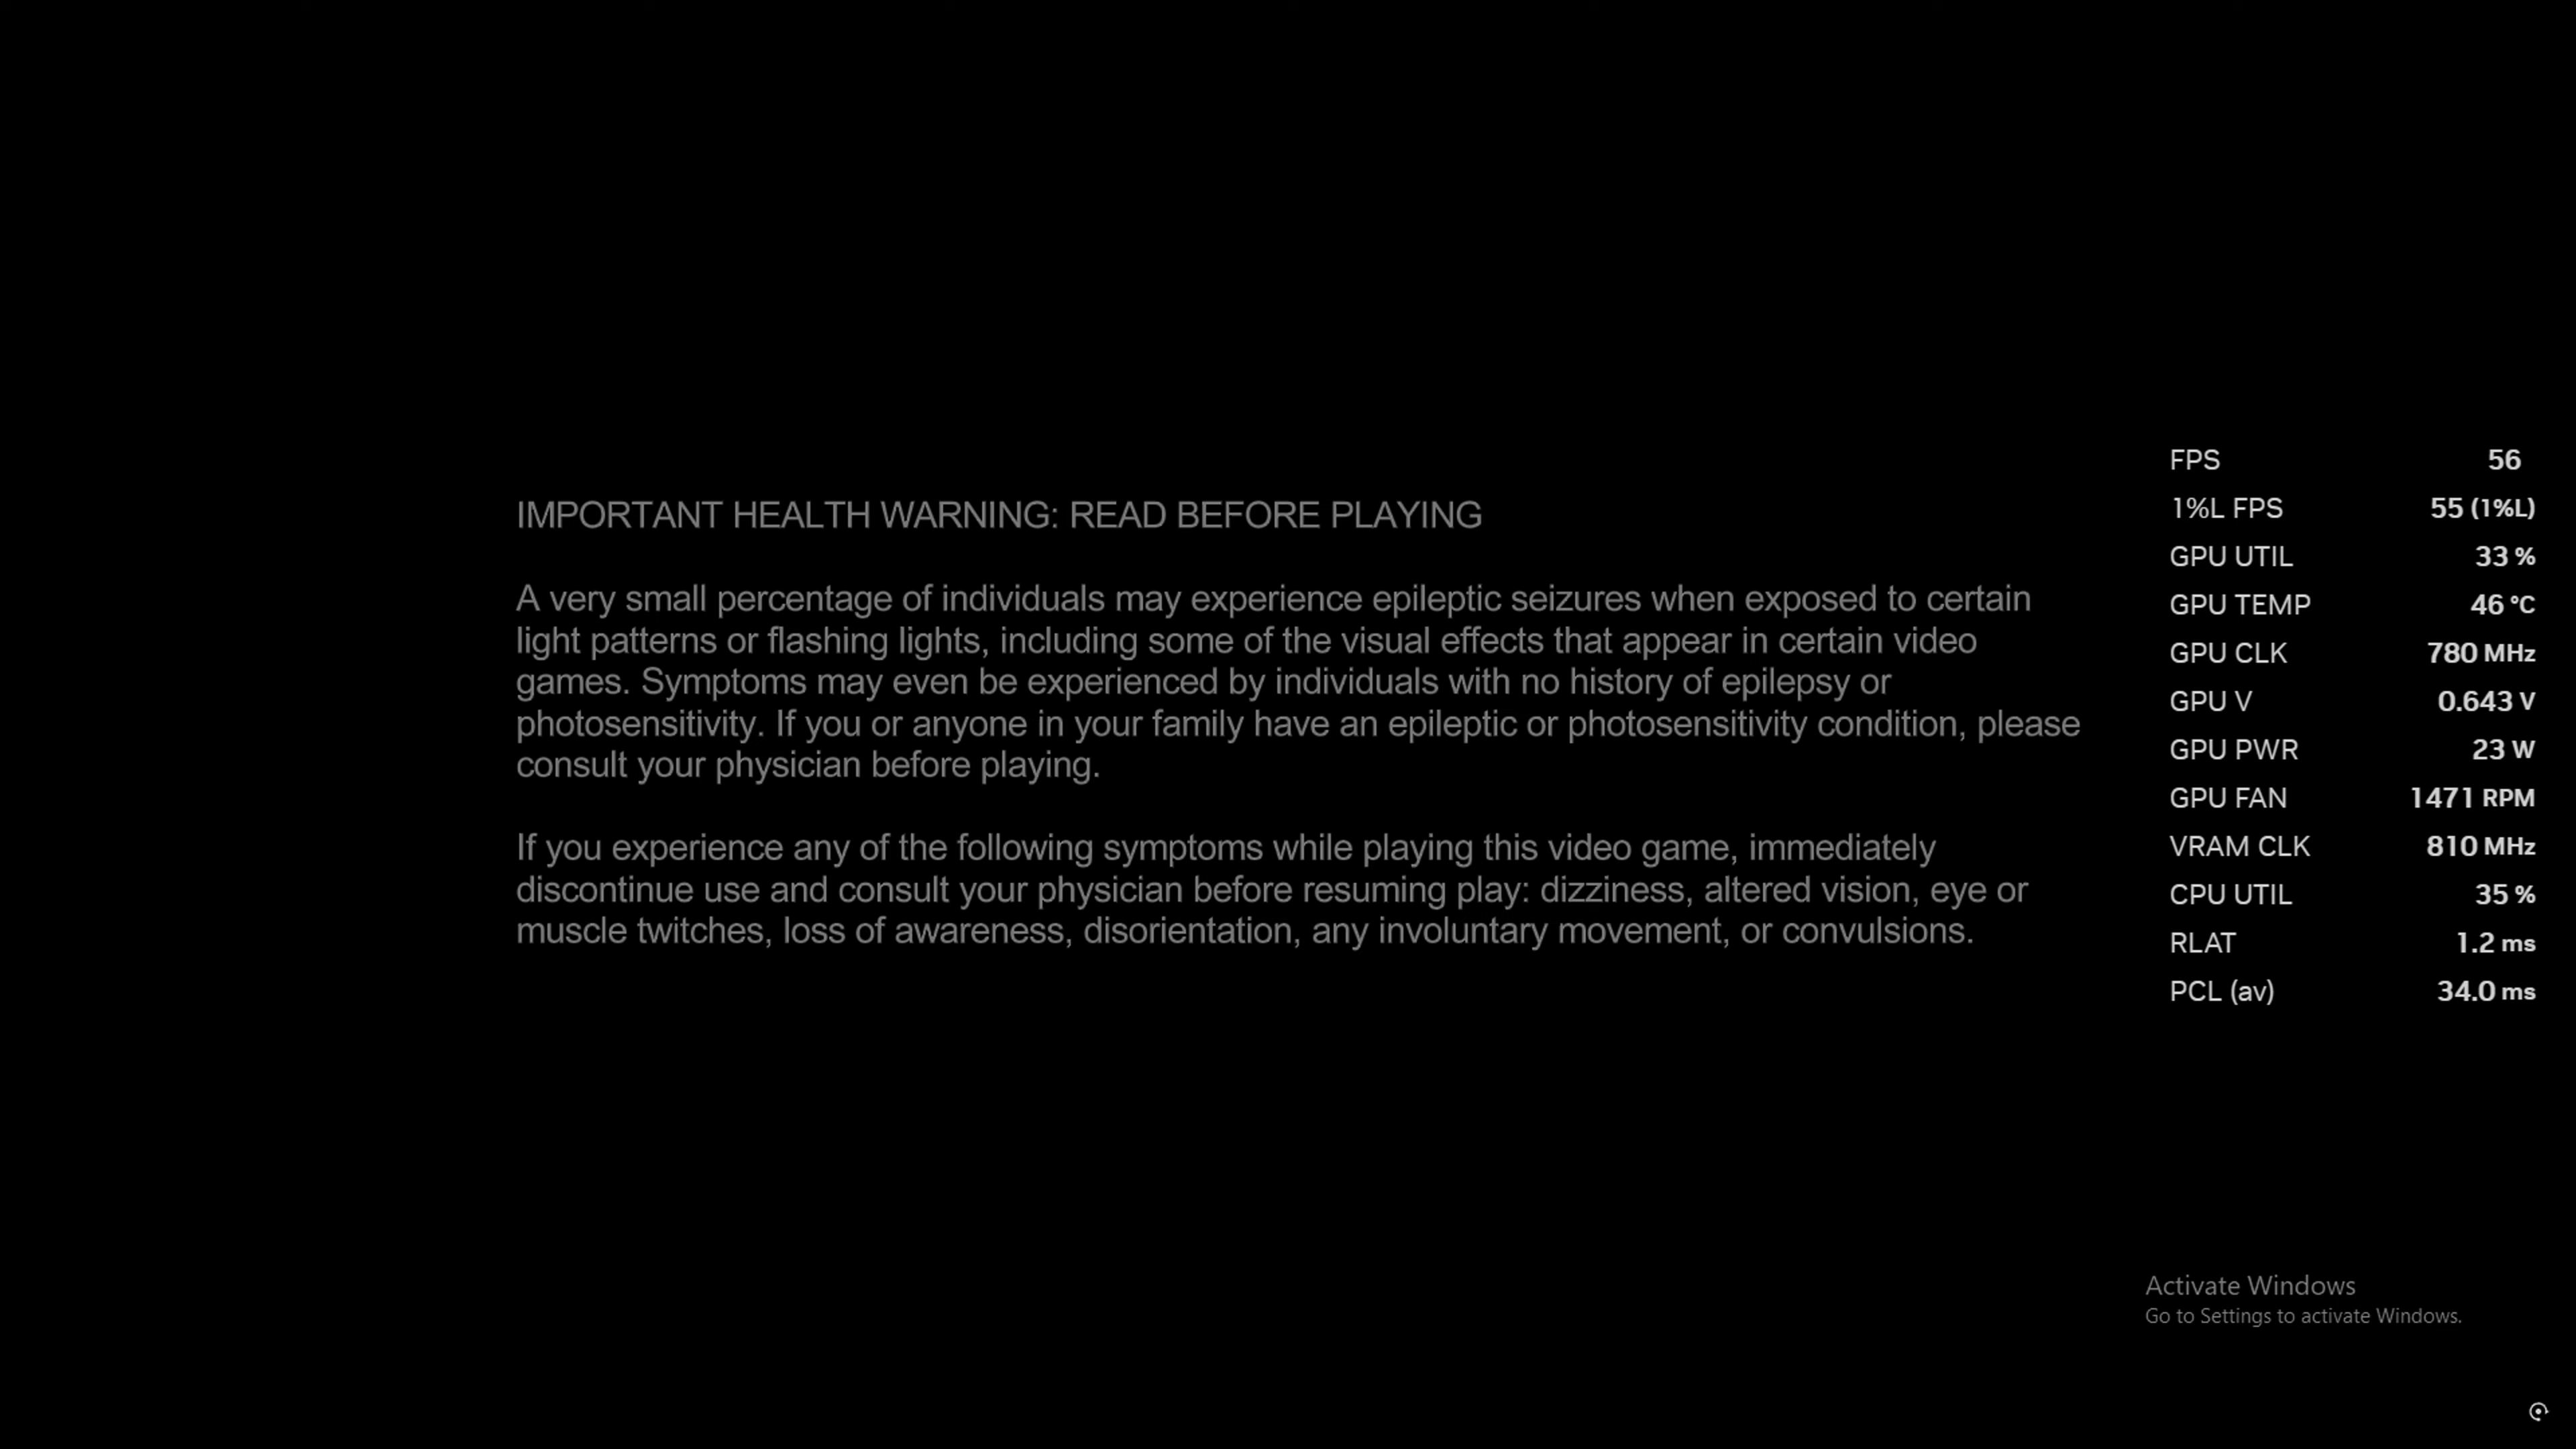 IMPORTANT HEALTH WARNING: READ BEFORE PLAYING
A very small percentage of individuals may experience epileptic seizures when exposed to certain
light patterns or flashing lights, including some of the visual effects that appear in certain video
games. Symptoms may even be experienced by individuals with no history of epilepsy or
photosensitivity. If you or anyone in your family have an epileptic or photosensitivity condition, please
consult your physician before playing.
If you experience any of the following symptoms while playing this video game, immediately
discontinue use and consult your physician before resuming play: dizziness, altered vision, eye or
muscle twitches, loss of awareness, disorientation, any involuntary movement, or convulsions.
FPS 56
1%L FPS 55 (1%L)
GPU UTIL 33 %
GPU TEMP 46 °C
GPU CLK 780 MHz
GPU V 0.643 V
GPU PWR 23 W
GPU FAN 1471 RPM
VRAM CLK 810 MHz
CPU UTIL 35 %
RLAT 1.2 ms
PCL (av) 34.0 ms
Activate Windows
Go to Settings to activate Windows.